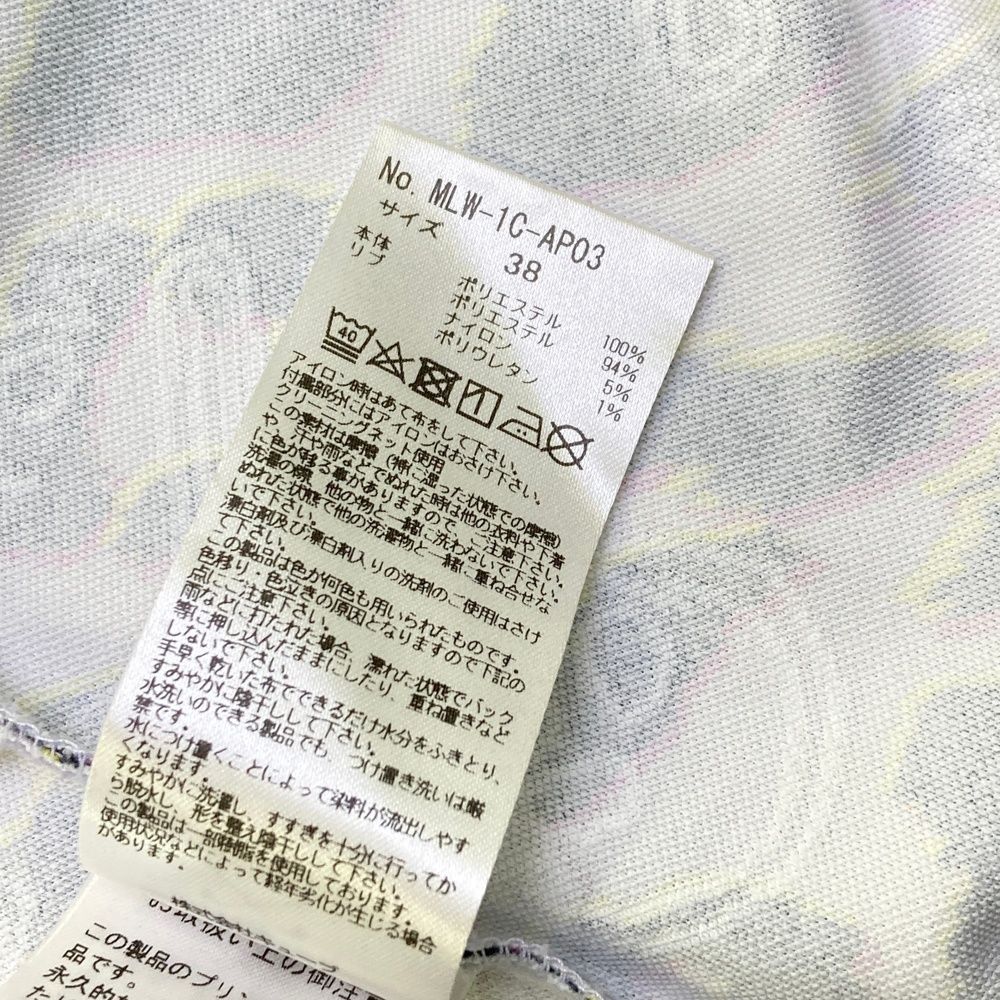 No. MLW-1C-AP03
サイズ 38
本体 ポリエステル 100%
リブ ポリエステル 94%
ナイロン 5%
ポリウレタン 1%
40
アイロン時はあて布をして下さい。
付属部分にはアイロンはおさけ下さい。
クリーニングネット使用
この素材は摩擦（特に湿った状態での摩擦）
や、汗や雨などでぬれた時は他の衣料や下着
に色が移る事がありますので、ご注意下さい。
洗濯の際、他の物と一緒に洗わないで下さい。
ぬれた状態で他の洗濯物と一緒に重ね合せな
いで下さい。
漂白剤及び漂白剤入りの洗剤のご使用はさけ
て下さい。
この製品は色が何色も用いられたものです。
色移り・色泣きの原因となりますので下記の
点にご注意下さい。
雨などに打たれた場合、濡れた状態でバック
等に押し込んだままにしたり、重ね置きなど
しないで下さい。
手早く乾いた布でできるだけ水分をふきとり、
すみやかに陰干しして下さい。
水洗いのできる製品でも、つけ置き洗いは厳
禁です。
水につけ置くことによって染料が流出しやす
くなります。
すみやかに洗濯し、すすぎを十分に行ってか
ら脱水し、形を整え陰干しして下さい。
この製品は一部樹脂を使用しております。
使用状況などによって経年劣化が生じる場合
があります。
この製品のプリン
品です。
永久的な